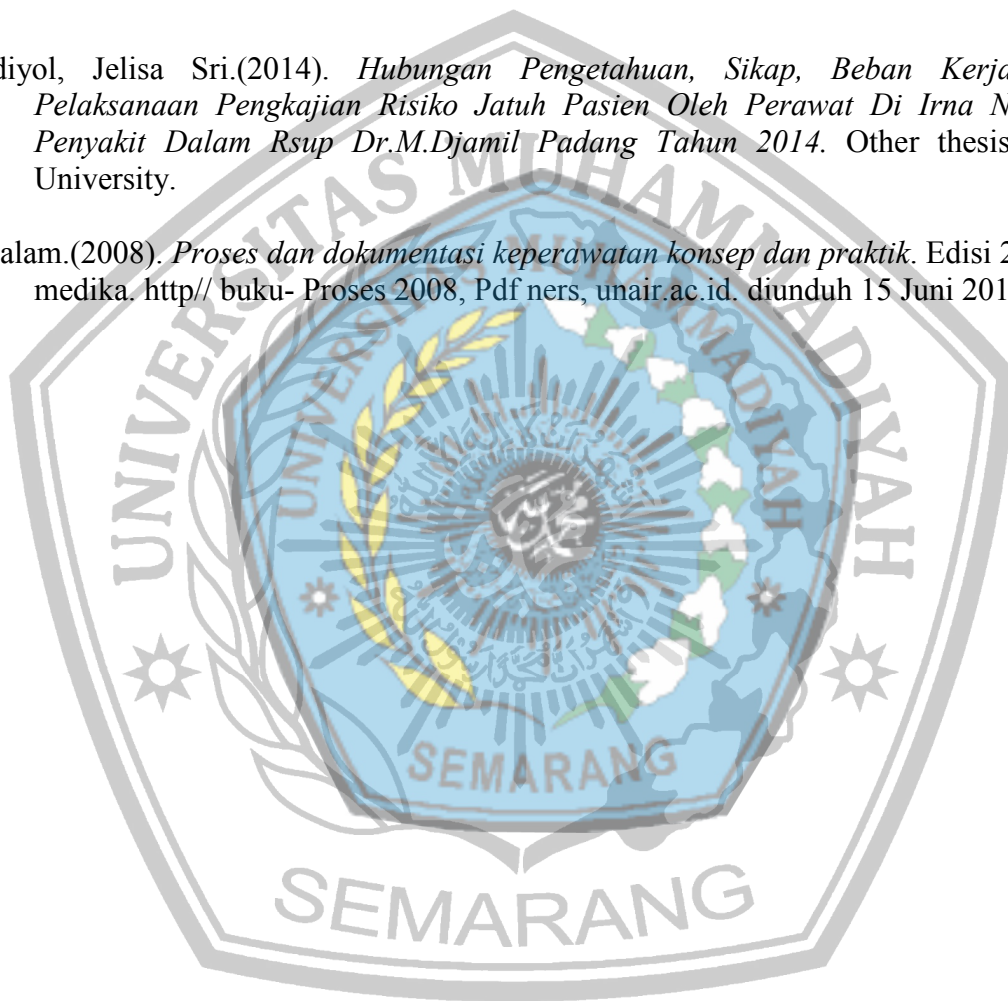 diyol, Jelisa Sri.(2014). Hubungan Pengetahuan, Sikap, Beban Kerja
Pelaksanaan Pengkajian Risiko Jatuh Pasien Oleh Perawat Di Irna N
Penyakit Dalam Rsup Dr.M.Djamil Padang Tahun 2014. Other thesis
University.
alam.(2008). Proses dan dokumentasi keperawatan konsep dan praktik. Edisi 2
medika. http// buku- Proses 2008, Pdf ners, unair.ac.id. diunduh 15 Juni 201
UNIVERSITAS MUHAMMADIYAH
UNIVERSITAS MUHAMMADIYAH
SEMARANG
SEMARANG